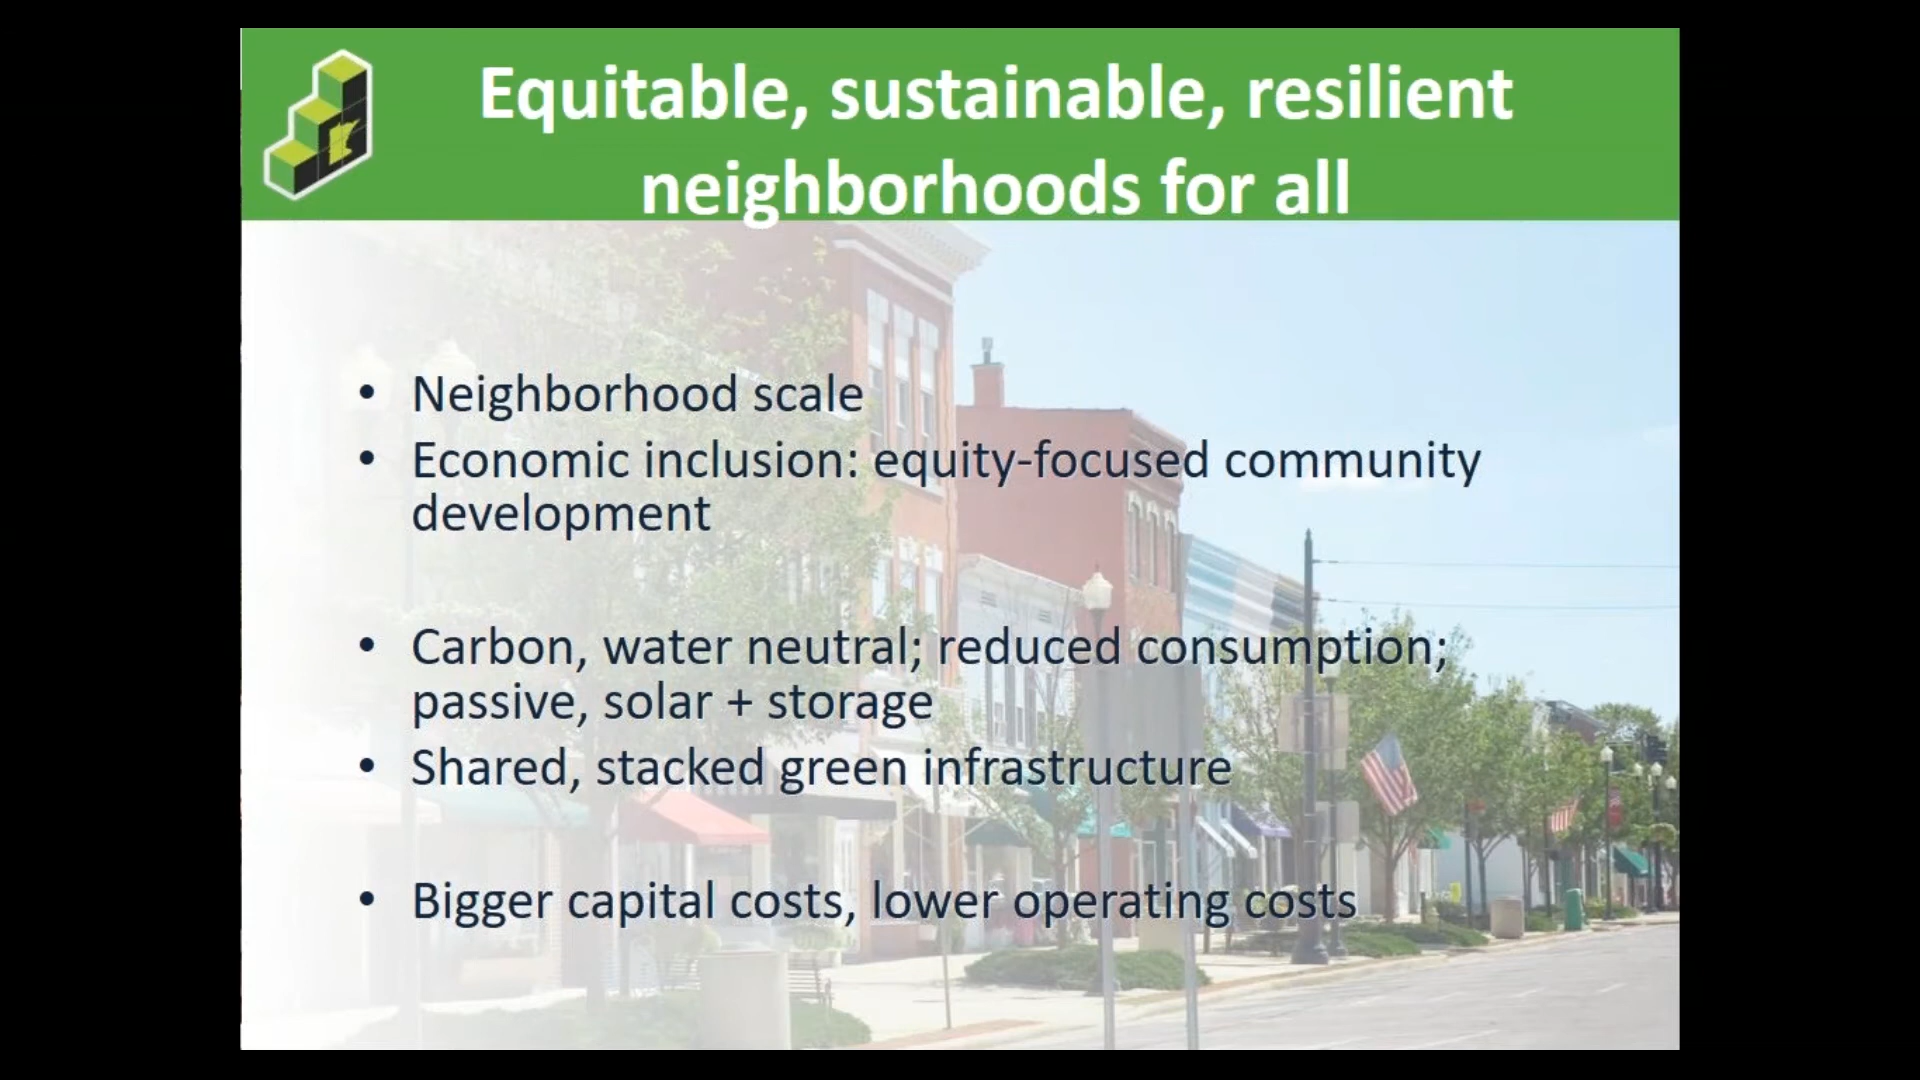 Equitable, sustainable, resilient
neighborhoods for all
• Neighborhood scale
• Economic inclusion: equity-focused community
development
• Carbon, water neutral; reduced consumption;
passive, solar + storage
• Shared, stacked green infrastructure
• Bigger capital costs, lower operating costs